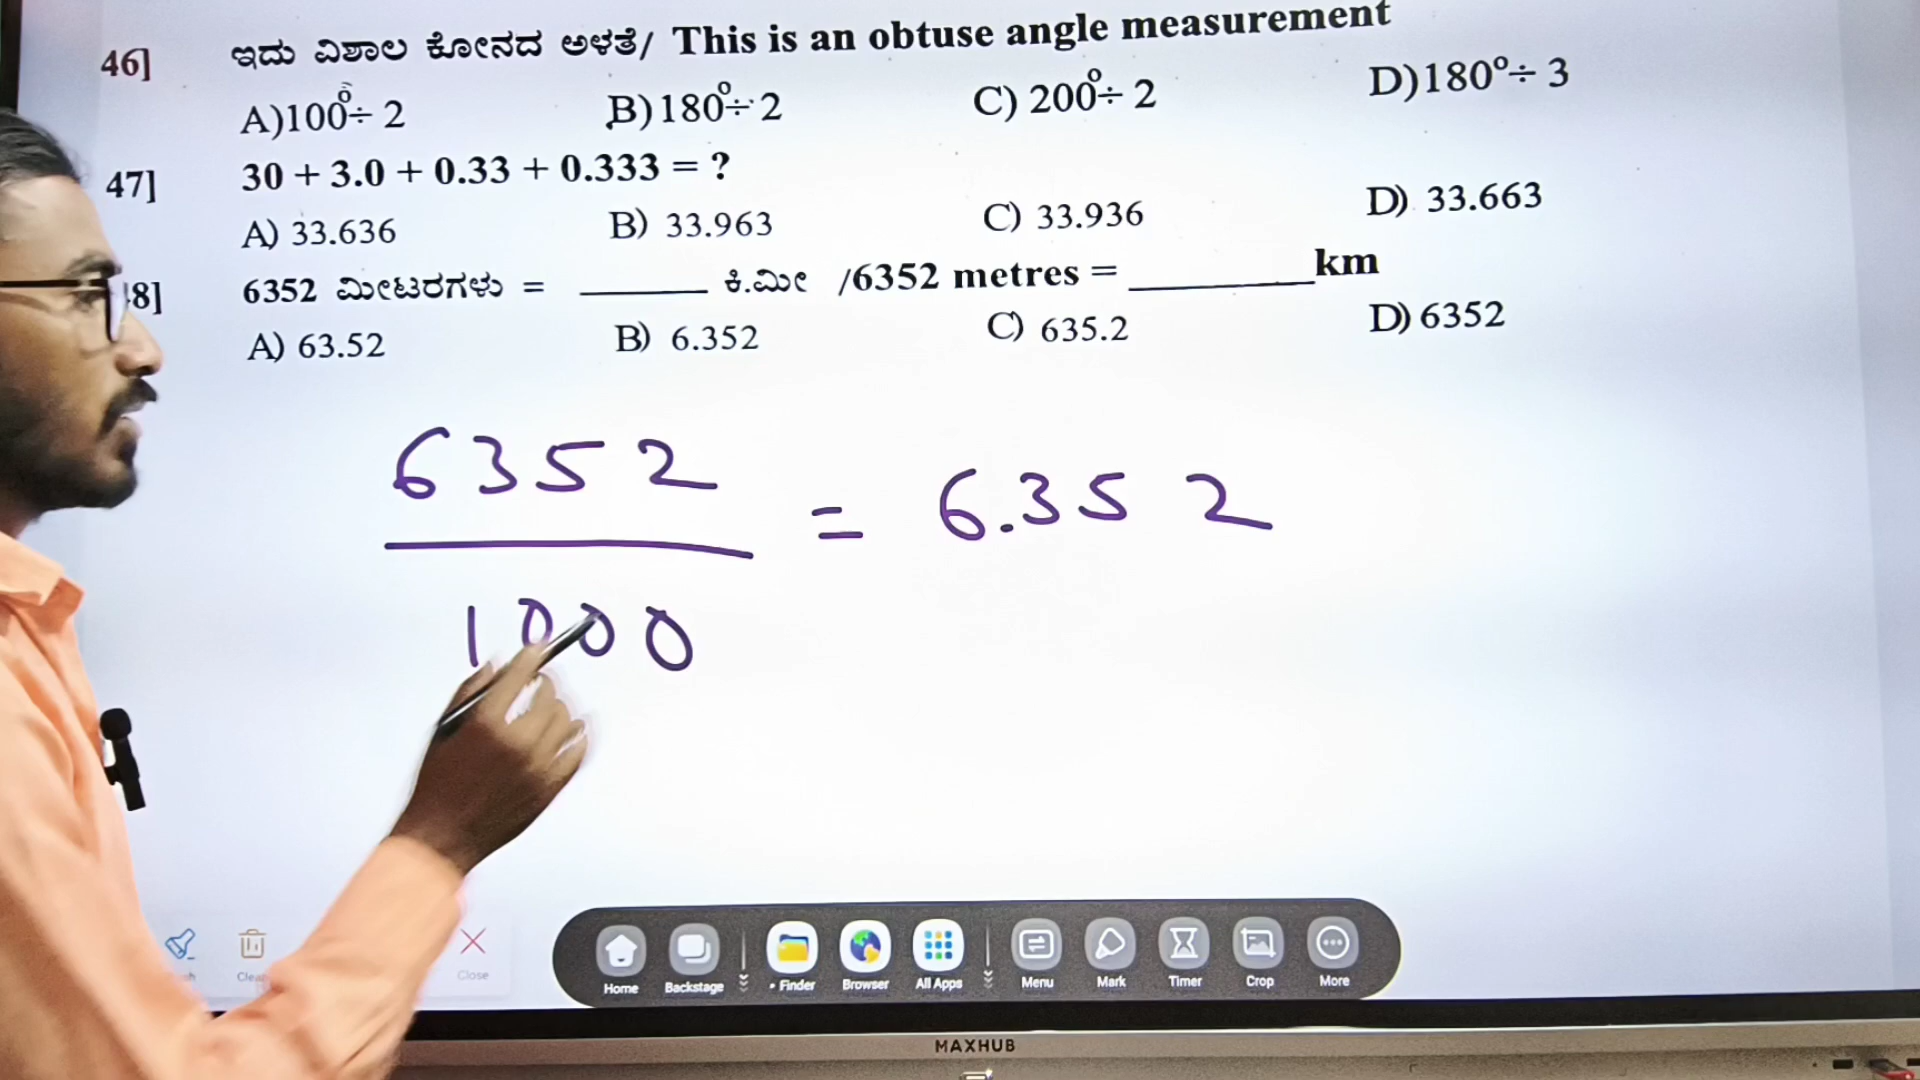 46] ಇದು ವಿಶಾಲ ಕೋನದ ಅಳತೆ/ This is an obtuse angle measurement
A)100°÷ 2 B)180°÷ 2 C) 200°÷ 2 D)180°÷ 3
47] 30 + 3.0 + 0.33 + 0.333 = ?
A) 33.636 B) 33.963 C) 33.936 D) 33.663
8] 6352 ಮೀಟರಗಳು = ______ ಕಿ.ಮೀ /6352 metres = ________km
A) 63.52 B) 6.352 C) 635.2 D) 6352
6352
= 6.352
1000
Close
Home Backstage • Finder Browser All Apps Menu Mark Timer Crop More
MAXHUB